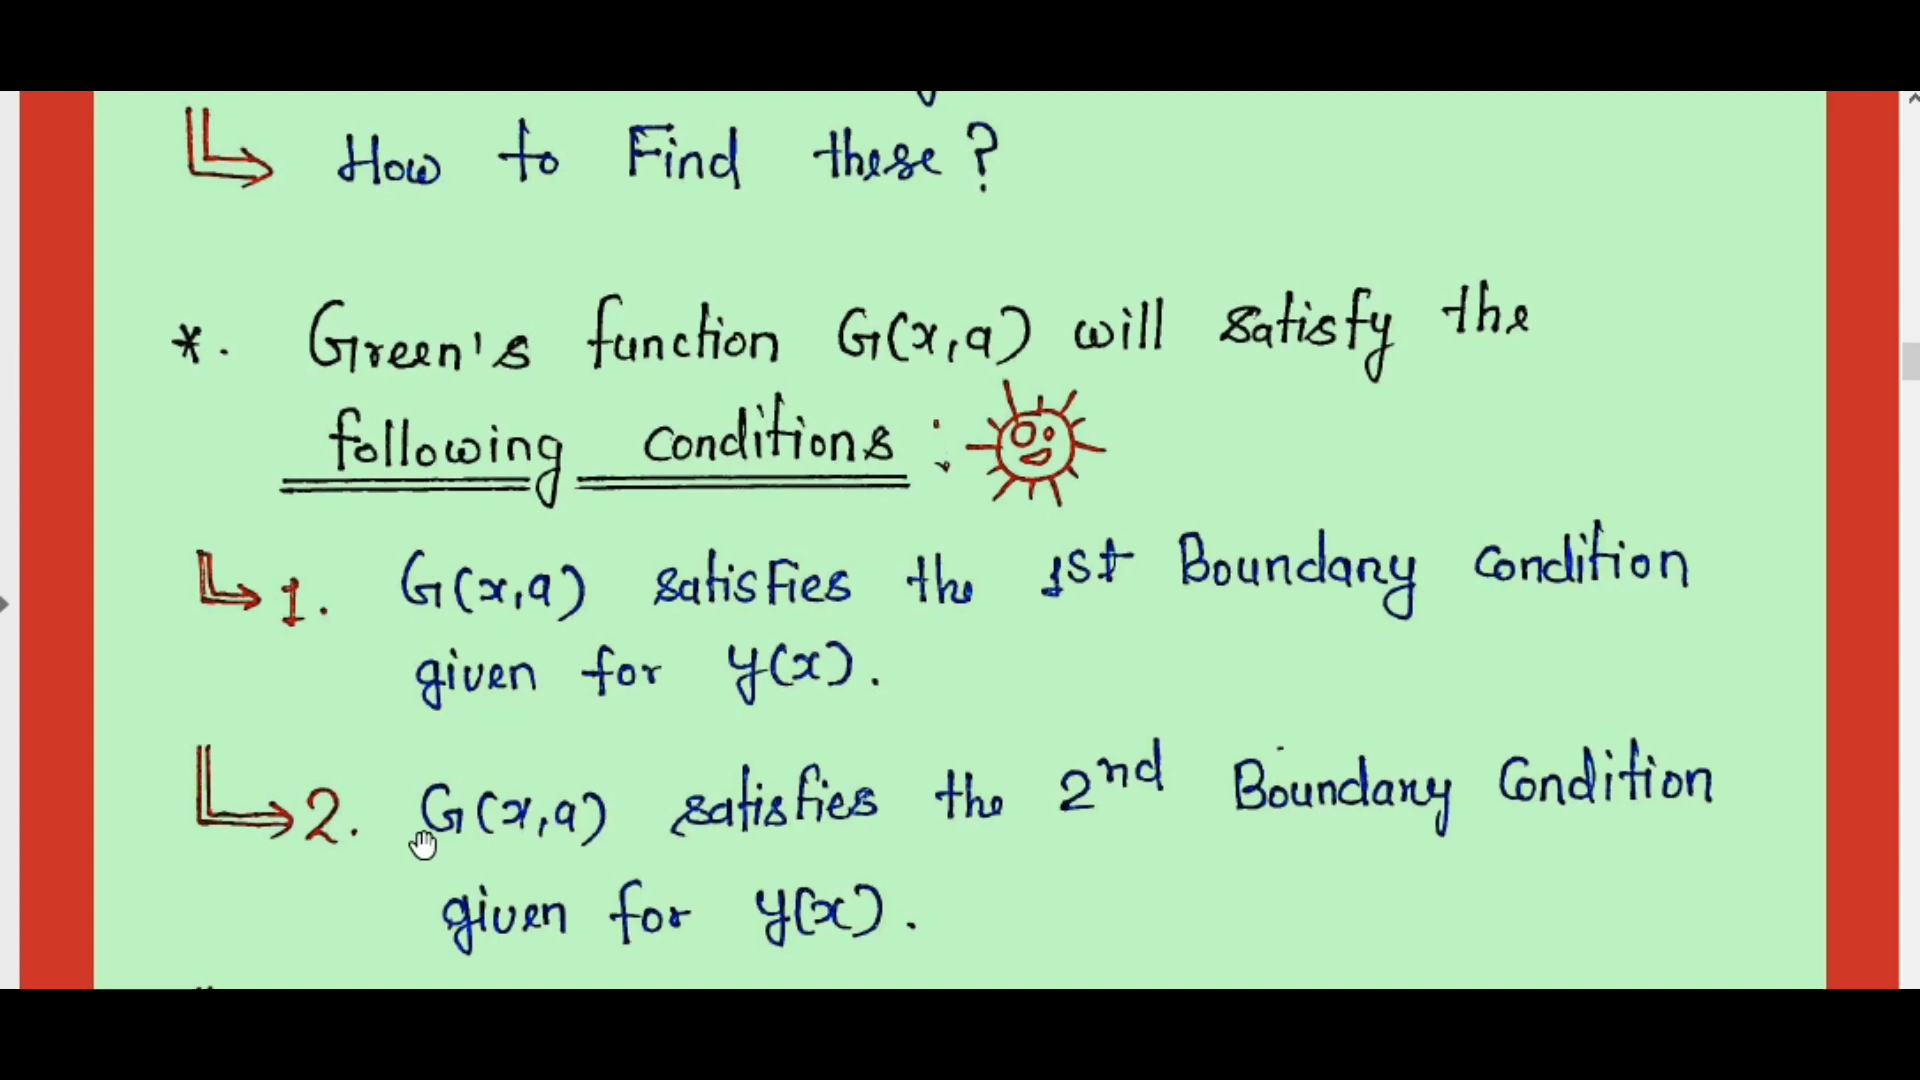 How to Find these?
*. Green's function G(x,a) will satisfy the
following conditions :
1. G(x,a) satisfies the 1st Boundary Condition
given for y(x).
2. G(x,a) satisfies the 2nd Boundary Condition
given for y(x).